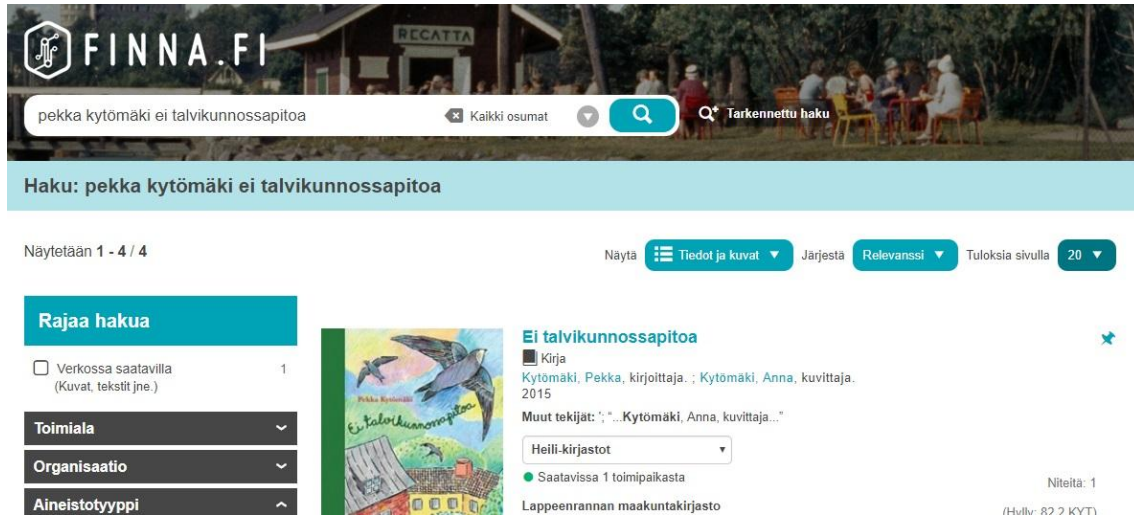 FINNA.FI
REGATTA
pekka kytömäki ei talvikunnossapitoa
Kaikki osumat
Tarkennettu haku
Haku: pekka kytömäki ei talvikunnossapitoa
Näytetään 1 - 4 / 4
Näytä Tiedot ja kuvat Järjestä Relevanssi Tuloksia sivulla 20
Rajaa hakua
Verkossa saatavilla 1
(Kuvat, tekstit jne.)
Toimiala
Organisaatio
Aineistotyyppi
Pekka Kytömäki
Ei talvikunnossapitoa
Ei talvikunnossapitoa
Kirja
Kytömäki, Pekka, kirjoittaja. ; Kytömäki, Anna, kuvittaja.
2015
Muut tekijät: '; “...Kytömäki, Anna, kuvittaja...”
Heili-kirjastot
Saatavissa 1 toimipaikasta
Niteitä: 1
Lappeenrannan maakuntakirjasto
(Hylly: 82.2 KYT)